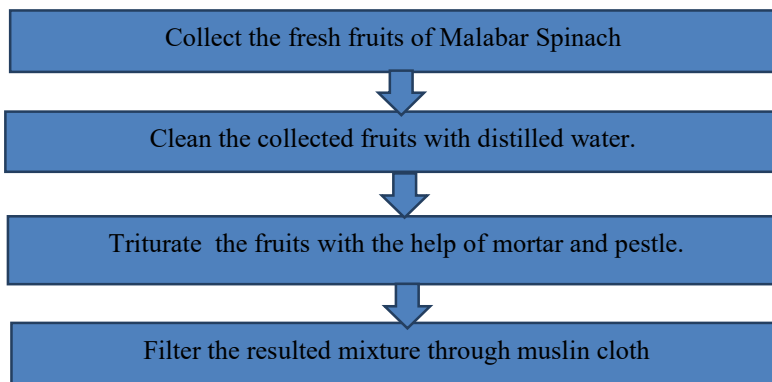 Collect the fresh fruits of Malabar Spinach
Clean the collected fruits with distilled water.
Triturate  the fruits with the help of mortar and pestle.
Filter the resulted mixture through muslin cloth